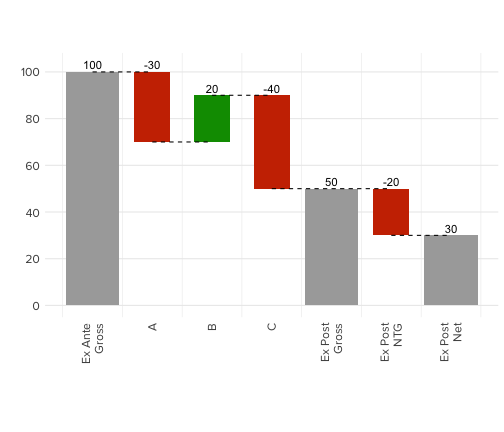 100
-30
20
-40
50
-20
30
100
80
60
40
20
0
Ex Ante
Gross
A
B
C
Ex Post
Gross
Ex Post
NTG
Ex Post
Net